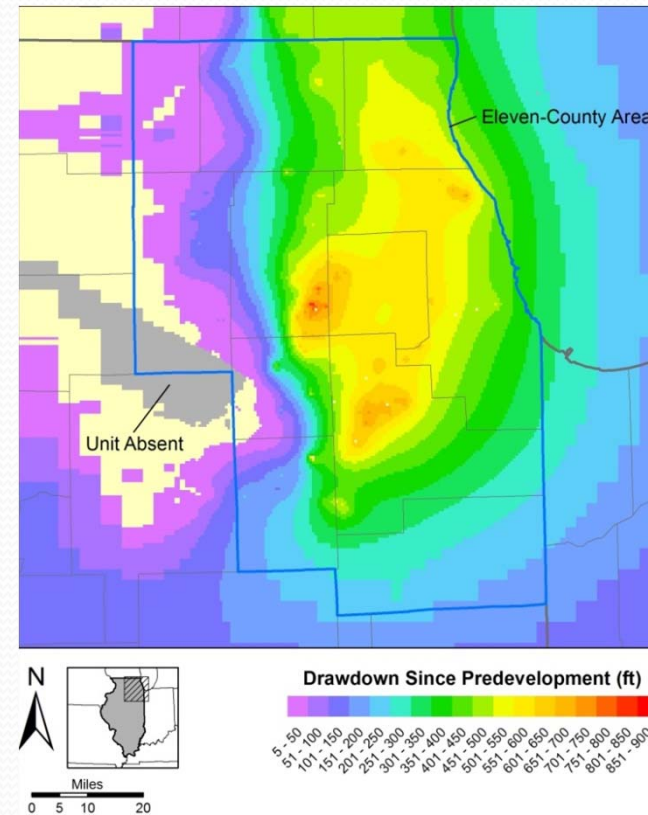 Eleven-County Area
Unit Absent
N
Miles
0 5 10 20
Drawdown Since Predevelopment (ft)
5 - 50
51 - 100
101 - 150
151 - 200
201 - 250
251 - 300
301 - 350
351 - 400
401 - 450
451 - 500
501 - 550
551 - 600
601 - 650
651 - 700
701 - 750
751 - 800
801 - 850
851 - 900